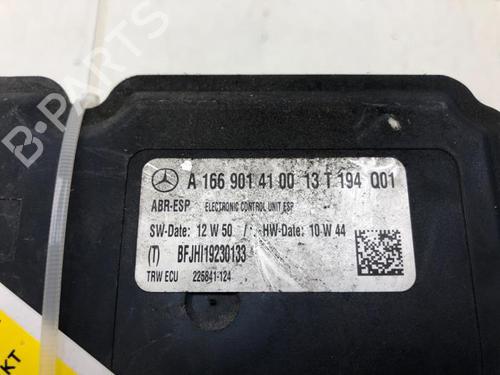 B-PARTS
A 166 901 41 00 13 T 194 Q01
ABR-ESP ELECTRONIC CONTROL UNIT ESP
SW-Date: 12 W 50 / HW-Date: 10 W 44
(T) BFJHI19230133
TRW ECU 225841-124
KT